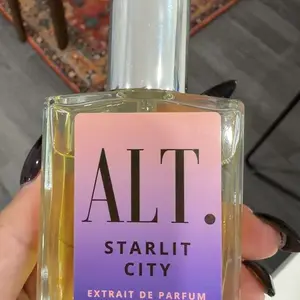 ALT.
STARLIT
CITY
EXTRAIT DE PARFUM